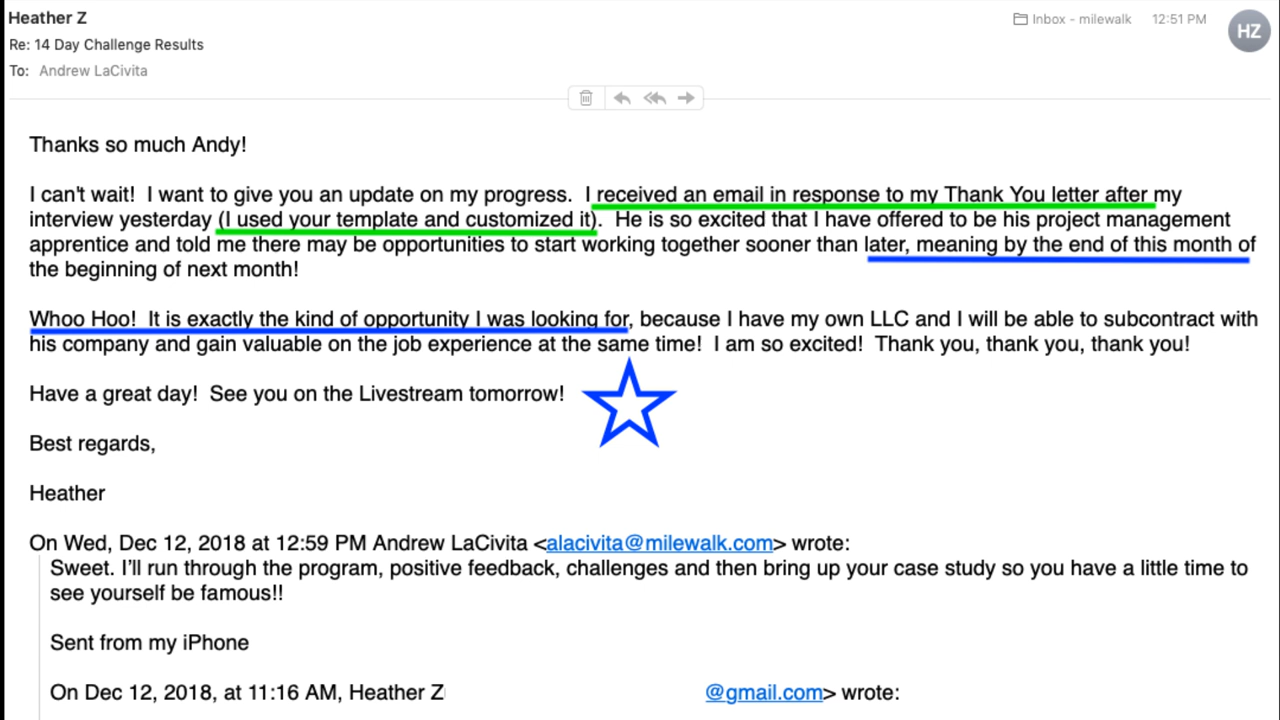 Heather Z
Inbox - milewalk 12:51 PM
HZ
Re: 14 Day Challenge Results
To: Andrew LaCivita
Thanks so much Andy!
I can't wait! I want to give you an update on my progress. I received an email in response to my Thank You letter after my
interview yesterday (I used your template and customized it). He is so excited that I have offered to be his project management
apprentice and told me there may be opportunities to start working together sooner than later, meaning by the end of this month of
the beginning of next month!
Whoo Hoo! It is exactly the kind of opportunity I was looking for, because I have my own LLC and I will be able to subcontract with
his company and gain valuable on the job experience at the same time! I am so excited! Thank you, thank you, thank you!
Have a great day! See you on the Livestream tomorrow!
Best regards,
Heather
On Wed, Dec 12, 2018 at 12:59 PM Andrew LaCivita <alacivita@milewalk.com> wrote:
Sweet. I'll run through the program, positive feedback, challenges and then bring up your case study so you have a little time to
see yourself be famous!!
Sent from my iPhone
On Dec 12, 2018, at 11:16 AM, Heather Z @gmail.com> wrote: